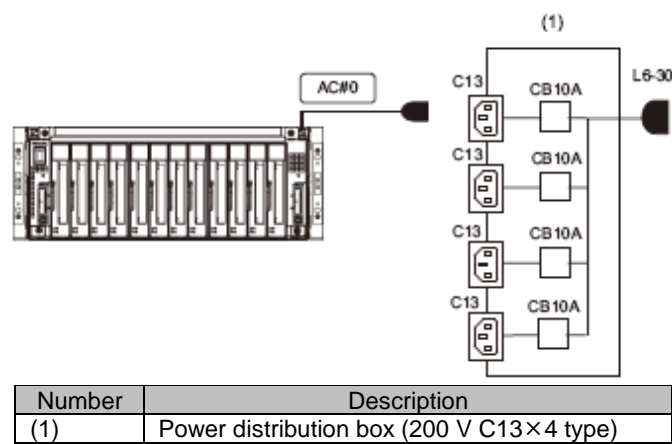 (1)
AC#0
C13
CB10A
L6-30
C13
CB10A
C13
CB10A
C13
CB10A
Number Description
(1) Power distribution box (200 V C13×4 type)